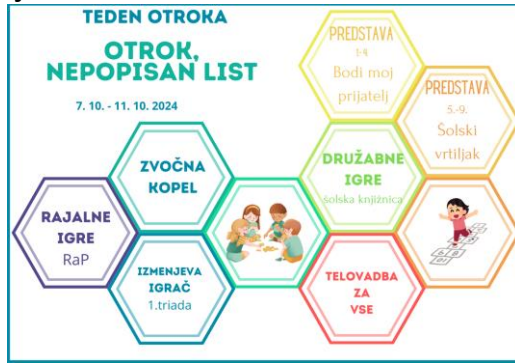 TEDEN OTROKA
OTROK,
NEPOPISAN LIST
7. 10. - 11. 10. 2024
PREDSTAVA
1.-4.
Bodi moj
prijatelj
PREDSTAVA
5.-9.
Šolski
vrtiljak
ZVOČNA
KOPEL
DRUŽABNE
IGRE
šolska knjižnica
RAJALNE
IGRE
RaP
IZMENJEVA
IGRAČ
1.triada
TELOVADBA
ZA
VSE